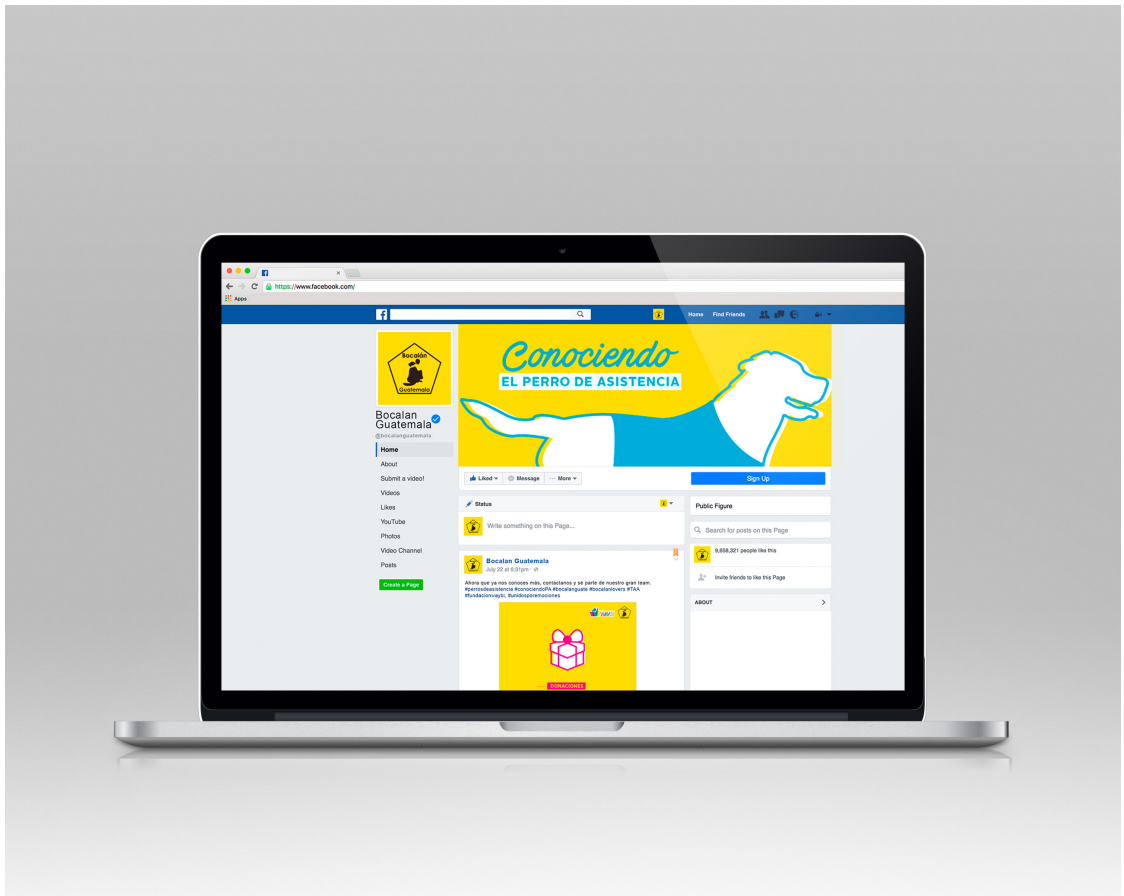 https://www.facebook.com/
Apps
Home Find Friends
Bocalán
Guatemala
Conociendo
EL PERRO DE ASISTENCIA
Bocalan
Guatemala
@bocalanguatemala
Home
About
Submit a video!
Videos
Likes
YouTube
Photos
Video Channel
Posts
Create a Page
Liked Message ··· More
Sign Up
Status
Write something on this Page...
Bocalan Guatemala
July 22 at 6:01pm
Ahora que ya nos conoces más, contáctanos y sé parte de nuestro gran team.
#perrosdeasistencia #conociendoPA #bocalanguate #bocalanlovers #TAA
#fundacionvaybi, #unidosporemociones
DONACIONES
Public Figure
Search for posts on this Page
9,658,321 people like this
Invite friends to like this Page
ABOUT